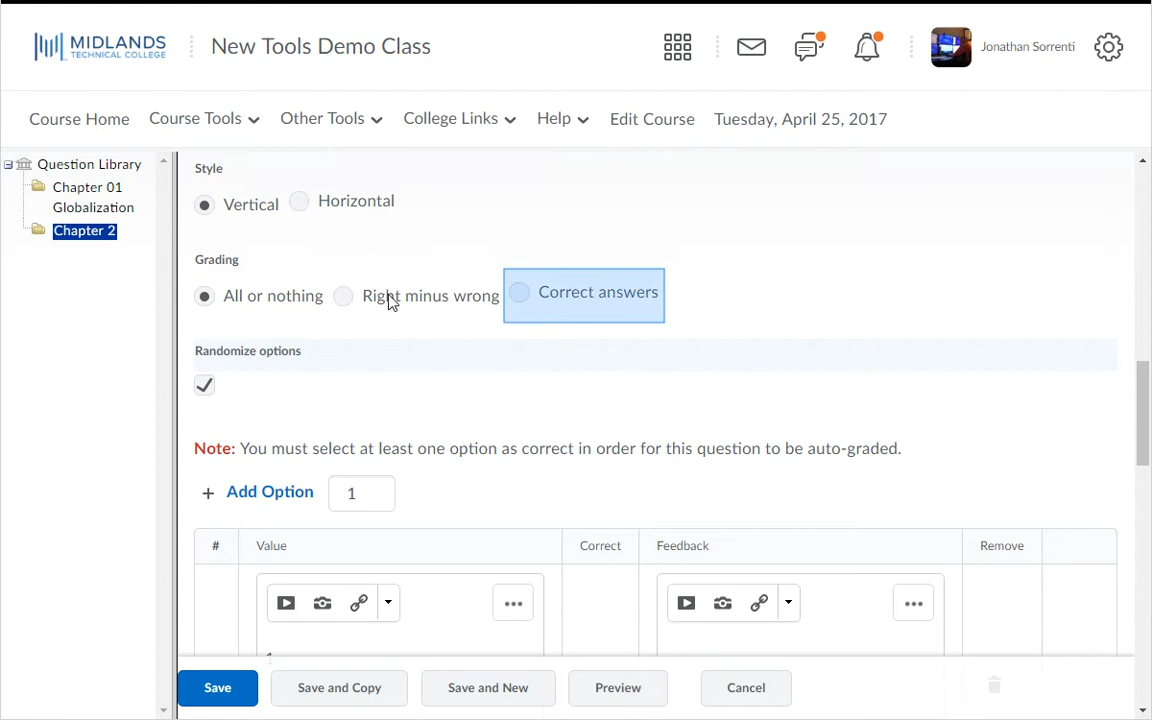 MIDLANDS
TECHNICAL COLLEGE
New Tools Demo Class
Jonathan Sorrenti
Course Home
Course Tools
Other Tools
College Links
Help
Edit Course
Tuesday, April 25, 2017
Question Library
Chapter 01
Globalization
Chapter 2
Style
Vertical
Horizontal
Grading
All or nothing
Right minus wrong
Correct answers
Randomize options
Note: You must select at least one option as correct in order for this question to be auto-graded.
+ Add Option
1
#
Value
Correct
Feedback
Remove
Save
Save and Copy
Save and New
Preview
Cancel